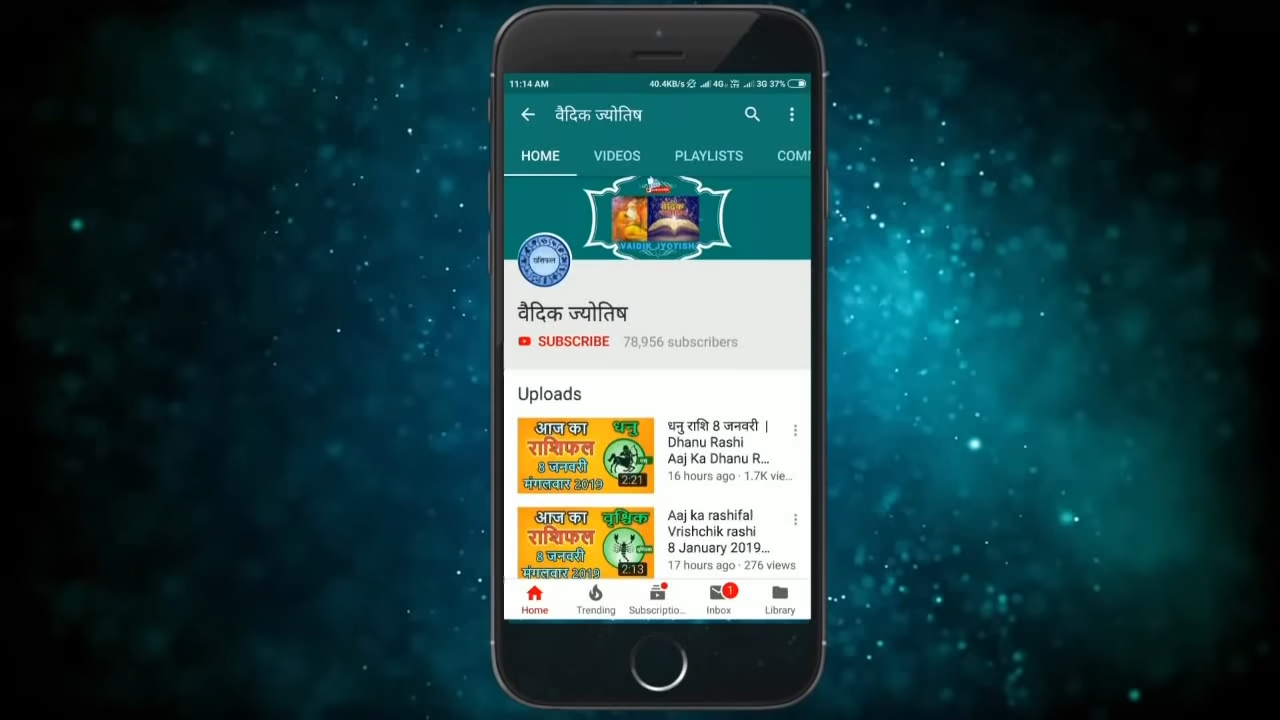 11:14 AM 40.4KB/s 4G 3G 37%
वैदिक ज्योतिष
HOME VIDEOS PLAYLISTS COMM
वैदिक
VAIDIK JYOTISH
राशिफल
वैदिक ज्योतिष
SUBSCRIBE 78,956 subscribers
Uploads
आज का धनु
राशिफल
8 जनवरी
मंगलवार 2019 2:21
धनु राशि 8 जनवरी |
Dhanu Rashi
Aaj Ka Dhanu R...
16 hours ago · 1.7K vie...
आज का वृश्चिक
राशिफल
8 जनवरी
मंगलवार 2019 2:13
Aaj ka rashifal
Vrishchik rashi
8 January 2019...
17 hours ago · 276 views
1
Home Trending Subscriptio... Inbox Library